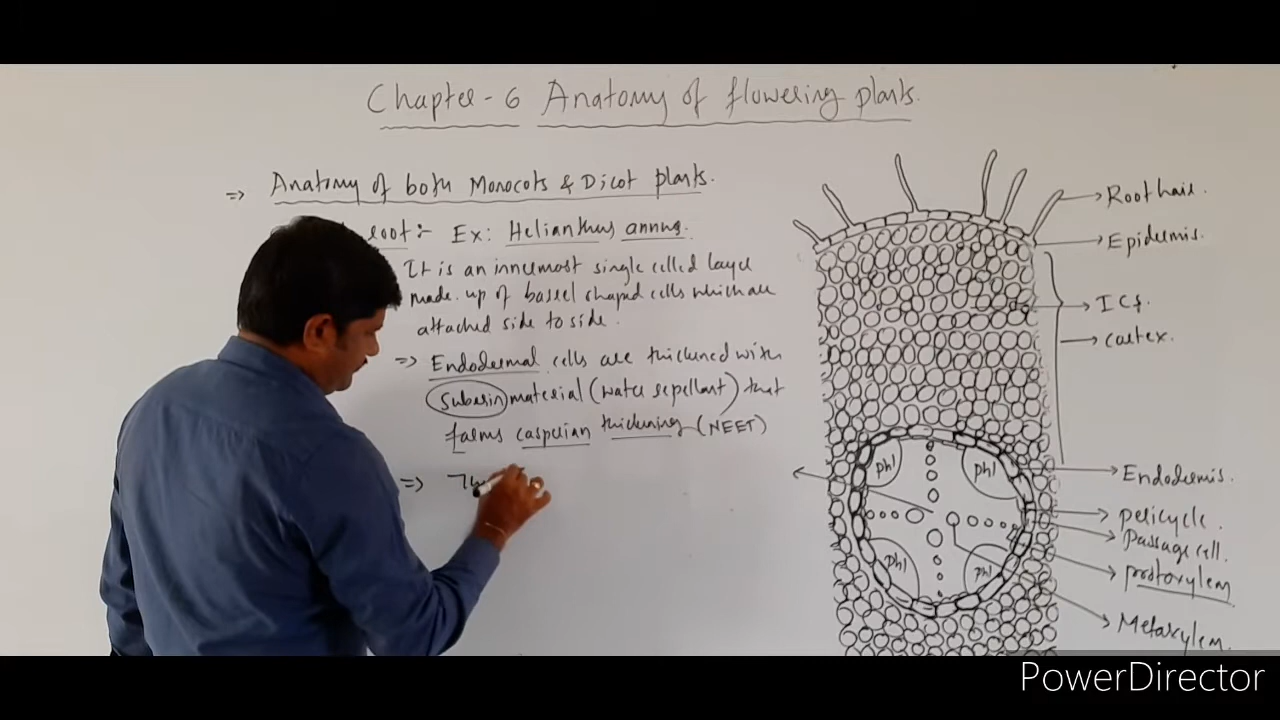 Chapter - 6 Anatomy of flowering plants.
=> Anatomy of both Monocots & Dicot plants.
root :- Ex: Helianthus annus.
It is an innermost single celled layer
made up of barrel shaped cells which are
attached side to side.
=> Endodermal cells are thickened with
Suberin material (water repellant) that
forms casperian thickening (NEET)
=>
Root hair.
Epidermis.
I Cf.
cortex.
phl
phl
Endodermis.
pericycle.
Passage cell.
phl
phl
protoxylem
Metaxylem.
PowerDirector